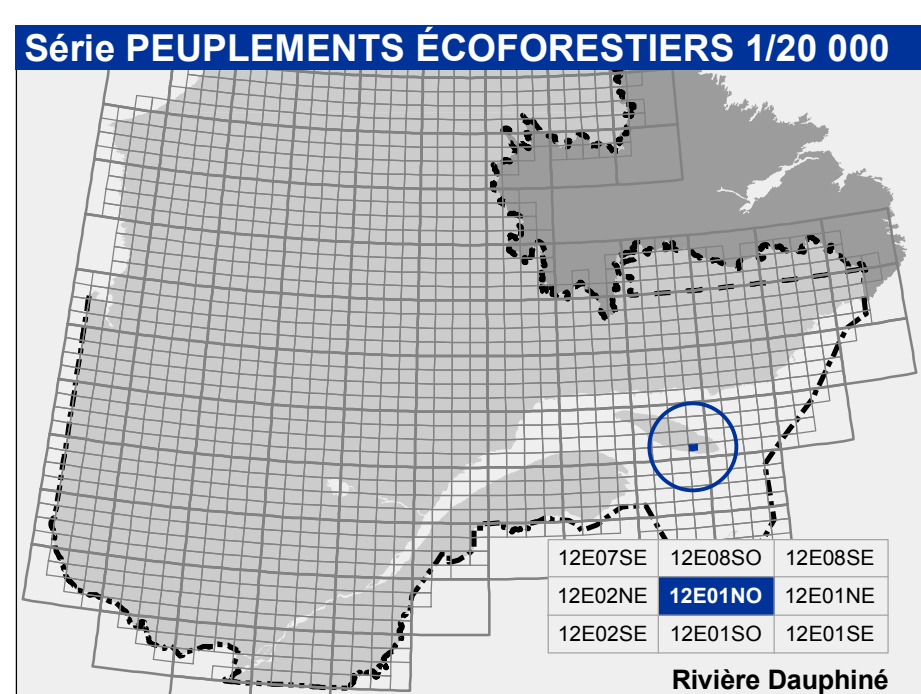 Série PEUPLEMENTS ÉCOFORESTIERS 1/20 000
12E07SE 12E08SO 12E08SE
12E02NE 12E01NO 12E01NE
12E02SE 12E01SO 12E01SE
Rivière Dauphiné